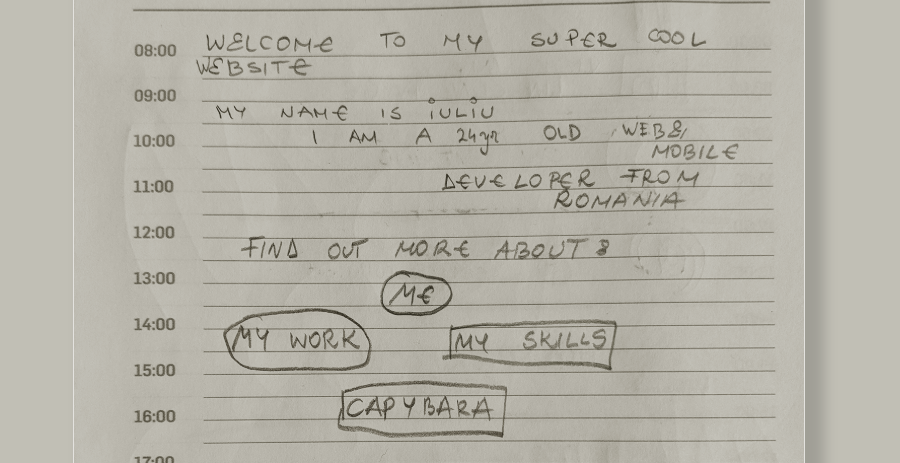 08:00 WELCOME TO MY SUPER COOL
WEBSITE
09:00
MY NAME IS iULiU
10:00 I AM A 24yr OLD WEB&
MOBILE
11:00 DEVELOPER FROM
ROMANIA
12:00
FIND OUT MORE ABOUT :
13:00
ME
14:00
MY WORK MY SKILLS
15:00
CAPYBARA
16:00
17:00